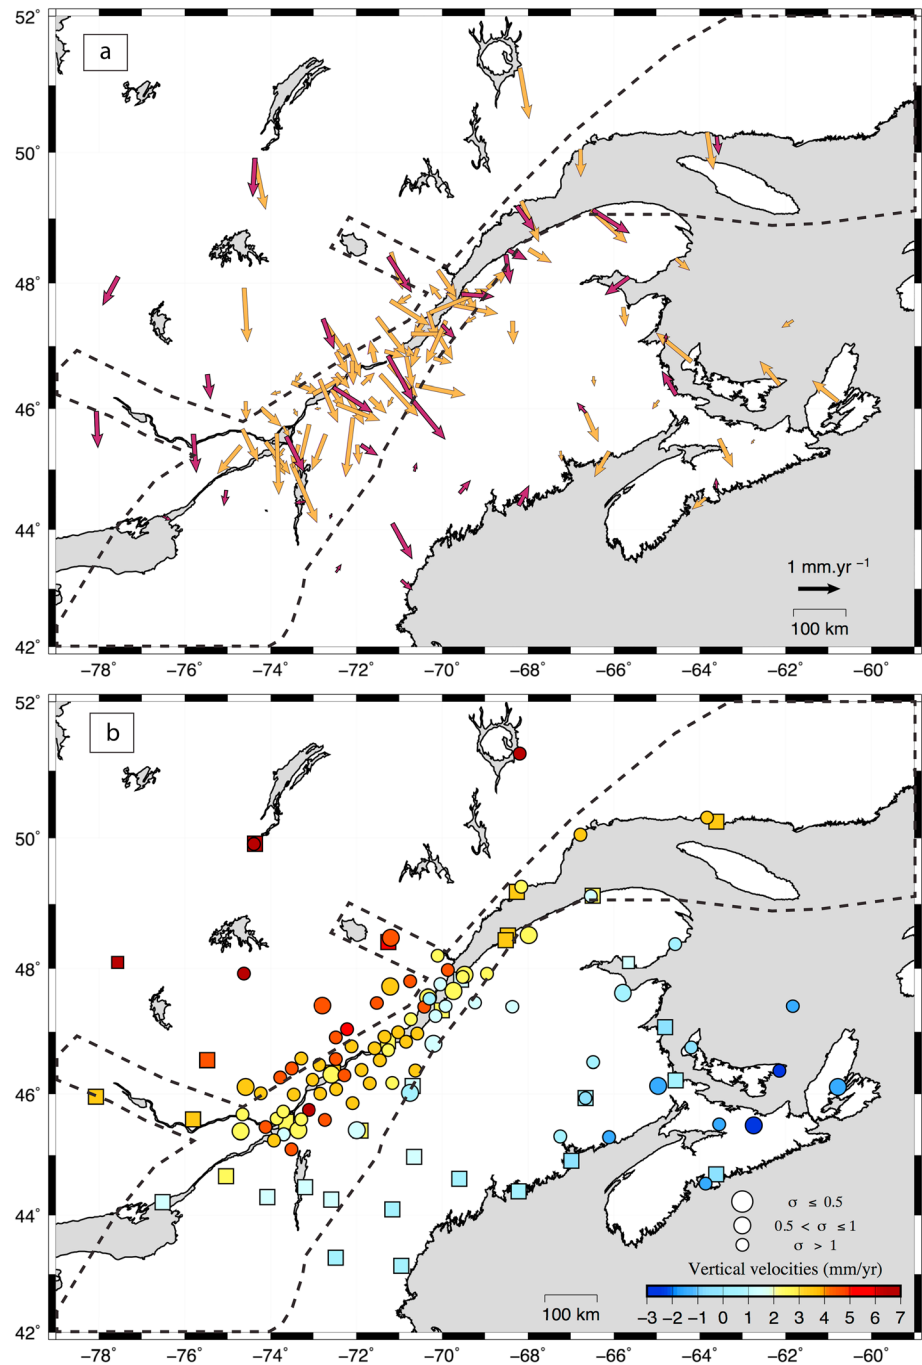 a
52˚
50˚
48˚
46˚
44˚
42˚
1 mm.yr −1
100 km
−78 −76 −74 −72 −70 −68 −66 −64 −62 −60
b
52˚
50˚
48˚
46˚
44˚
42˚
σ ≤ 0.5
0.5 < σ ≤ 1
σ > 1
Vertical velocities (mm/yr)
100 km
−3 −2 −1 0 1 2 3 4 5 6 7
−78 −76 −74 −72 −70 −68 −66 −64 −62 −60